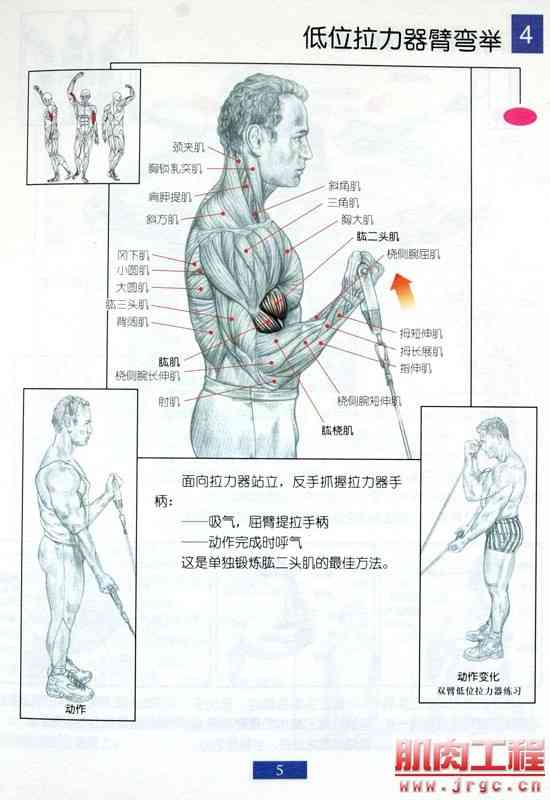 低位拉力器臂弯举 4
颈夹肌
胸锁乳突肌
肩胛提肌
斜方肌
冈下肌
小圆肌
大圆肌
肱三头肌
背阔肌
肱肌
桡侧腕长伸肌
肘肌
斜角肌
三角肌
胸大肌
肱二头肌
桡侧腕屈肌
拇短伸肌
拇长展肌
指伸肌
桡侧腕短伸肌
肱桡肌
面向拉力器站立，反手抓握拉力器手
柄：
——吸气，屈臂提拉手柄
——动作完成时呼气
这是单独锻炼肱二头肌的最佳方法。
动作
动作变化
双臂低位拉力器练习
5
肌肉工程
www.jrgc.cn